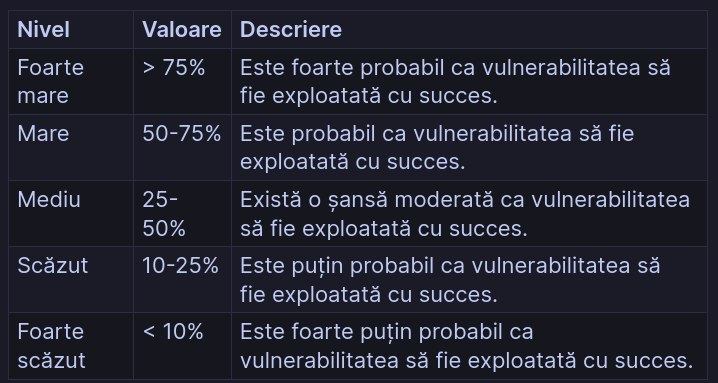 Nivel Valoare Descriere
Foarte mare > 75% Este foarte probabil ca vulnerabilitatea să
fie exploatată cu succes.
Mare 50-75% Este probabil ca vulnerabilitatea să fie
exploatată cu succes.
Mediu 25-50% Există o șansă moderată ca vulnerabilitatea
să fie exploatată cu succes.
Scăzut 10-25% Este puțin probabil ca vulnerabilitatea să
fie exploatată cu succes.
Foarte scăzut < 10% Este foarte puțin probabil ca
vulnerabilitatea să fie exploatată cu succes.